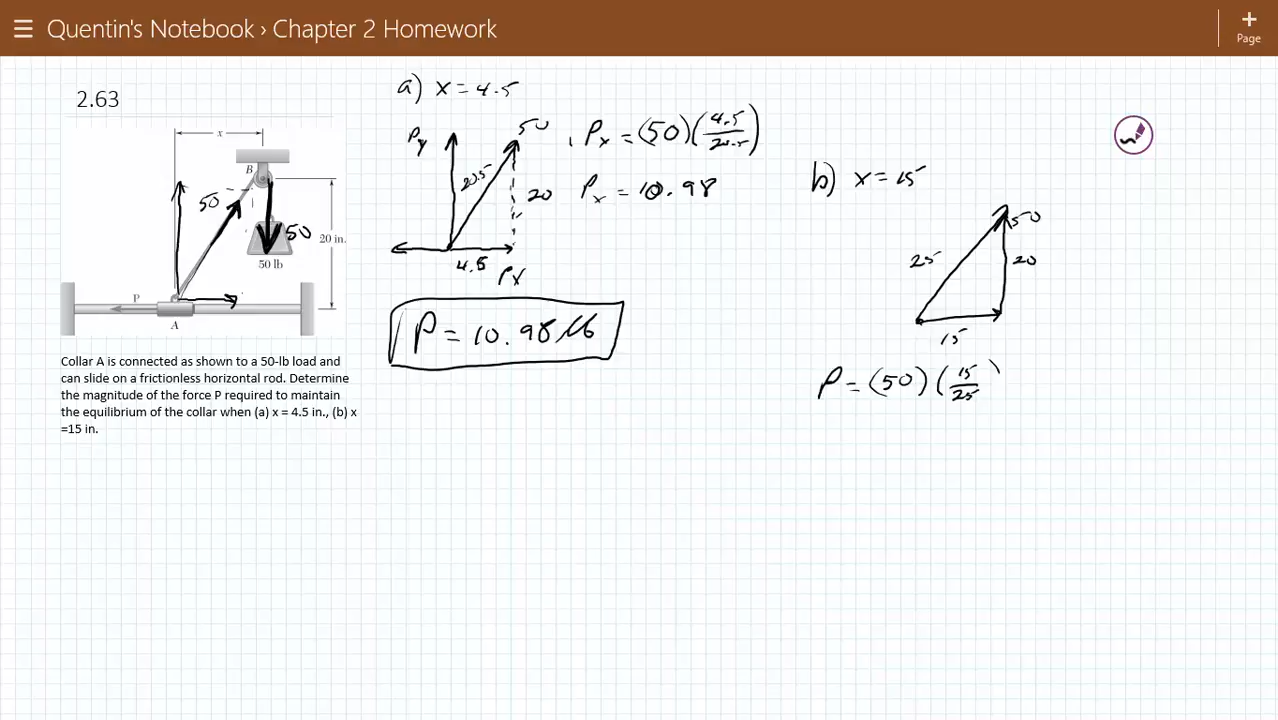 Quentin's Notebook › Chapter 2 Homework
Page
2.63
x
B
50
50
20 in.
50 lb
P
A
Collar A is connected as shown to a 50-lb load and
can slide on a frictionless horizontal rod. Determine
the magnitude of the force P required to maintain
the equilibrium of the collar when (a) x = 4.5 in., (b) x
=15 in.
a) x = 4.5
Py
50
20.5
20
4.5
Px
Px = (50)(4.5/20.5)
Px = 10.98
P = 10.98 lb
b) x = 15
50
25
20
15
P = (50)(15/25)